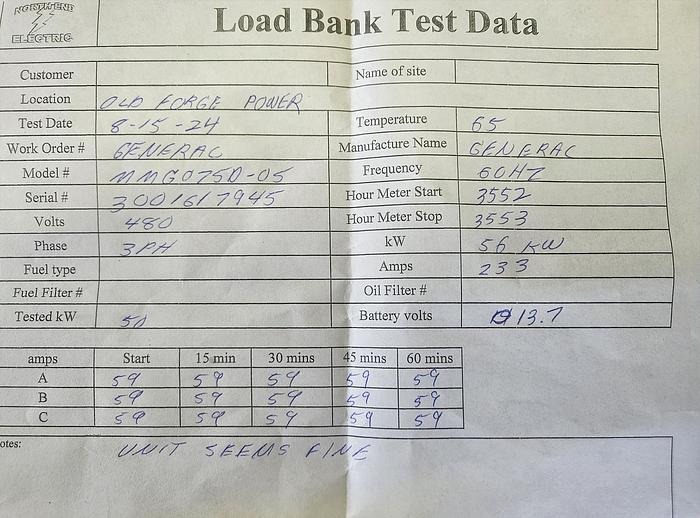 NORTH END
ELECTRIC
Load Bank Test Data
Customer Name of site
Location OLD FORGE POWER
Test Date 8-15-24 Temperature 65
Work Order # GENERAC Manufacture Name GENERAC
Model # MMG075D-05 Frequency 60HZ
Serial # 3001617945 Hour Meter Start 3552
Volts 480 Hour Meter Stop 3553
Phase 3PH kW 56 KW
Fuel type Amps 233
Fuel Filter # Oil Filter #
Tested kW 50 Battery volts 13.7
amps Start 15 min 30 mins 45 mins 60 mins
A 59 59 59 59 59
B 59 59 59 59 59
C 59 59 59 59 59
otes: UNIT SEEMS FINE